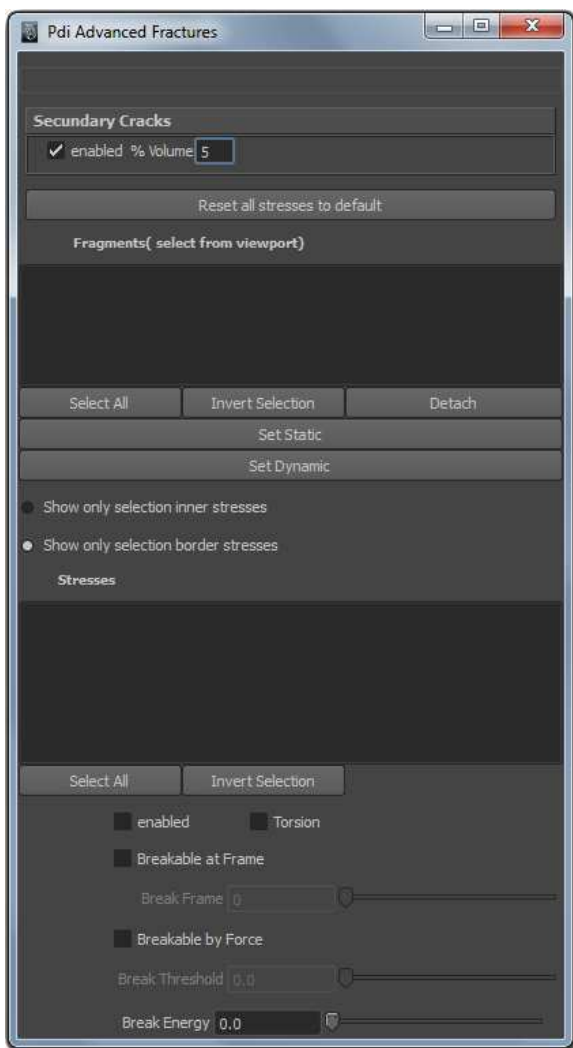 Pdi Advanced Fractures
Secundary Cracks
enabled % Volume 5
Reset all stresses to default
Fragments( select from viewport)
Select All Invert Selection Detach
Set Static
Set Dynamic
Show only selection inner stresses
Show only selection border stresses
Stresses
Select All Invert Selection
enabled Torsion
Breakable at Frame
Break Frame 0
Breakable by Force
Break Threshold 0.0
Break Energy 0.0